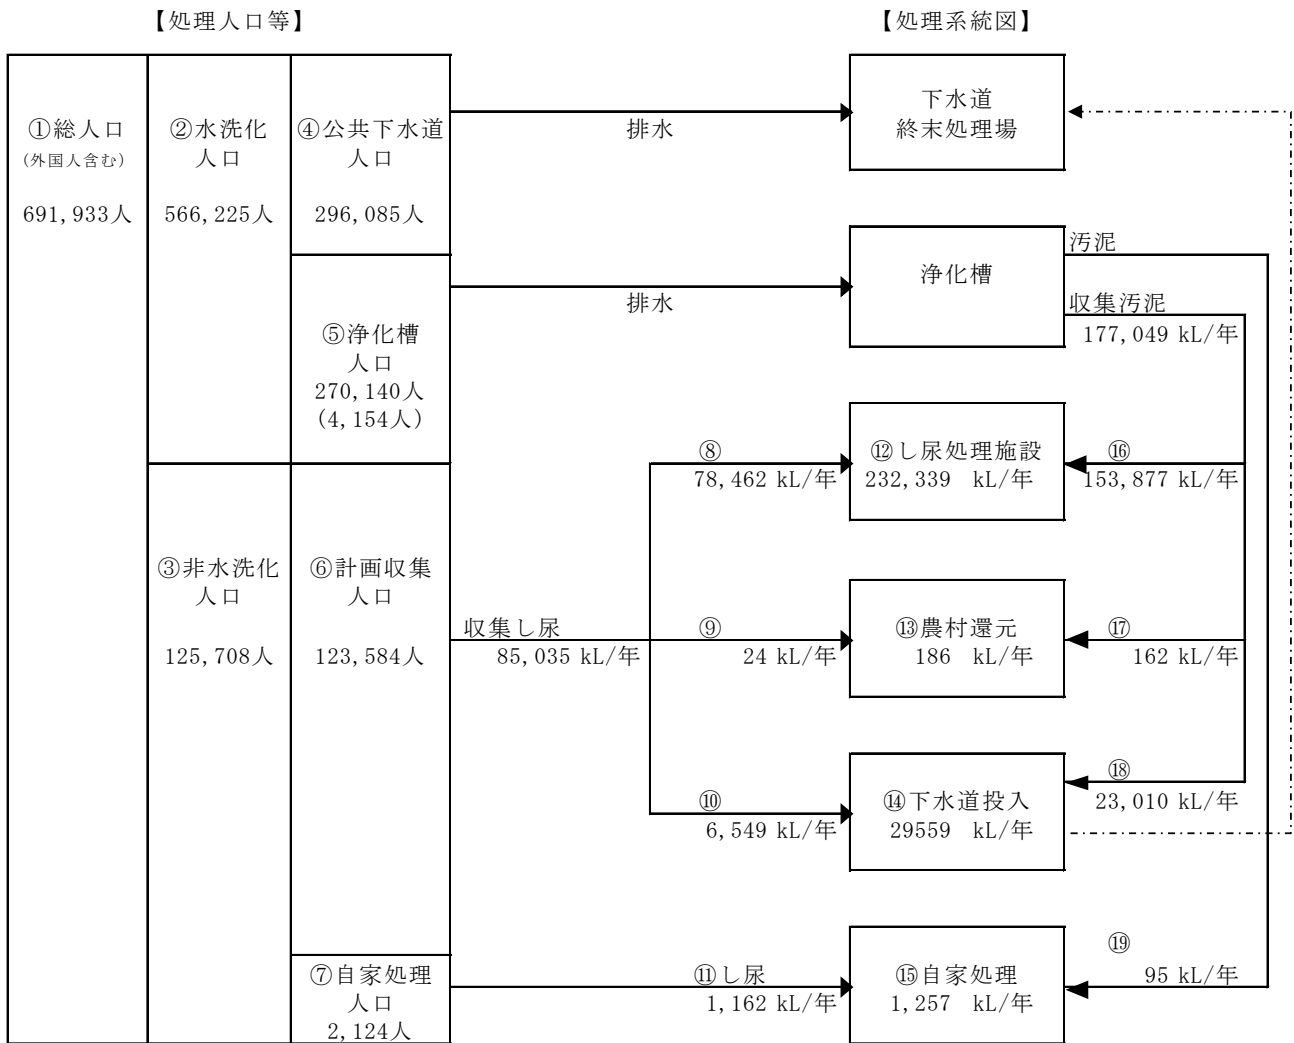 【処理人口等】
【処理系統図】
①総人口
(外国人含む)
691,933人
②水洗化
人口
566,225人
④公共下水道
人口
296,085人
排水
下水道
終末処理場
⑤浄化槽
人口
270,140人
(4,154人)
排水
浄化槽
汚泥
収集汚泥
177,049 kL/年
③非水洗化
人口
125,708人
⑥計画収集
人口
123,584人
収集し尿
85,035 kL/年
⑧
78,462 kL/年
⑫し尿処理施設
232,339 kL/年
⑯
153,877 kL/年
⑨
24 kL/年
⑬農村還元
186 kL/年
⑰
162 kL/年
⑩
6,549 kL/年
⑭下水道投入
29559 kL/年
⑱
23,010 kL/年
⑦自家処理
人口
2,124人
⑪し尿
1,162 kL/年
⑮自家処理
1,257 kL/年
⑲
95 kL/年